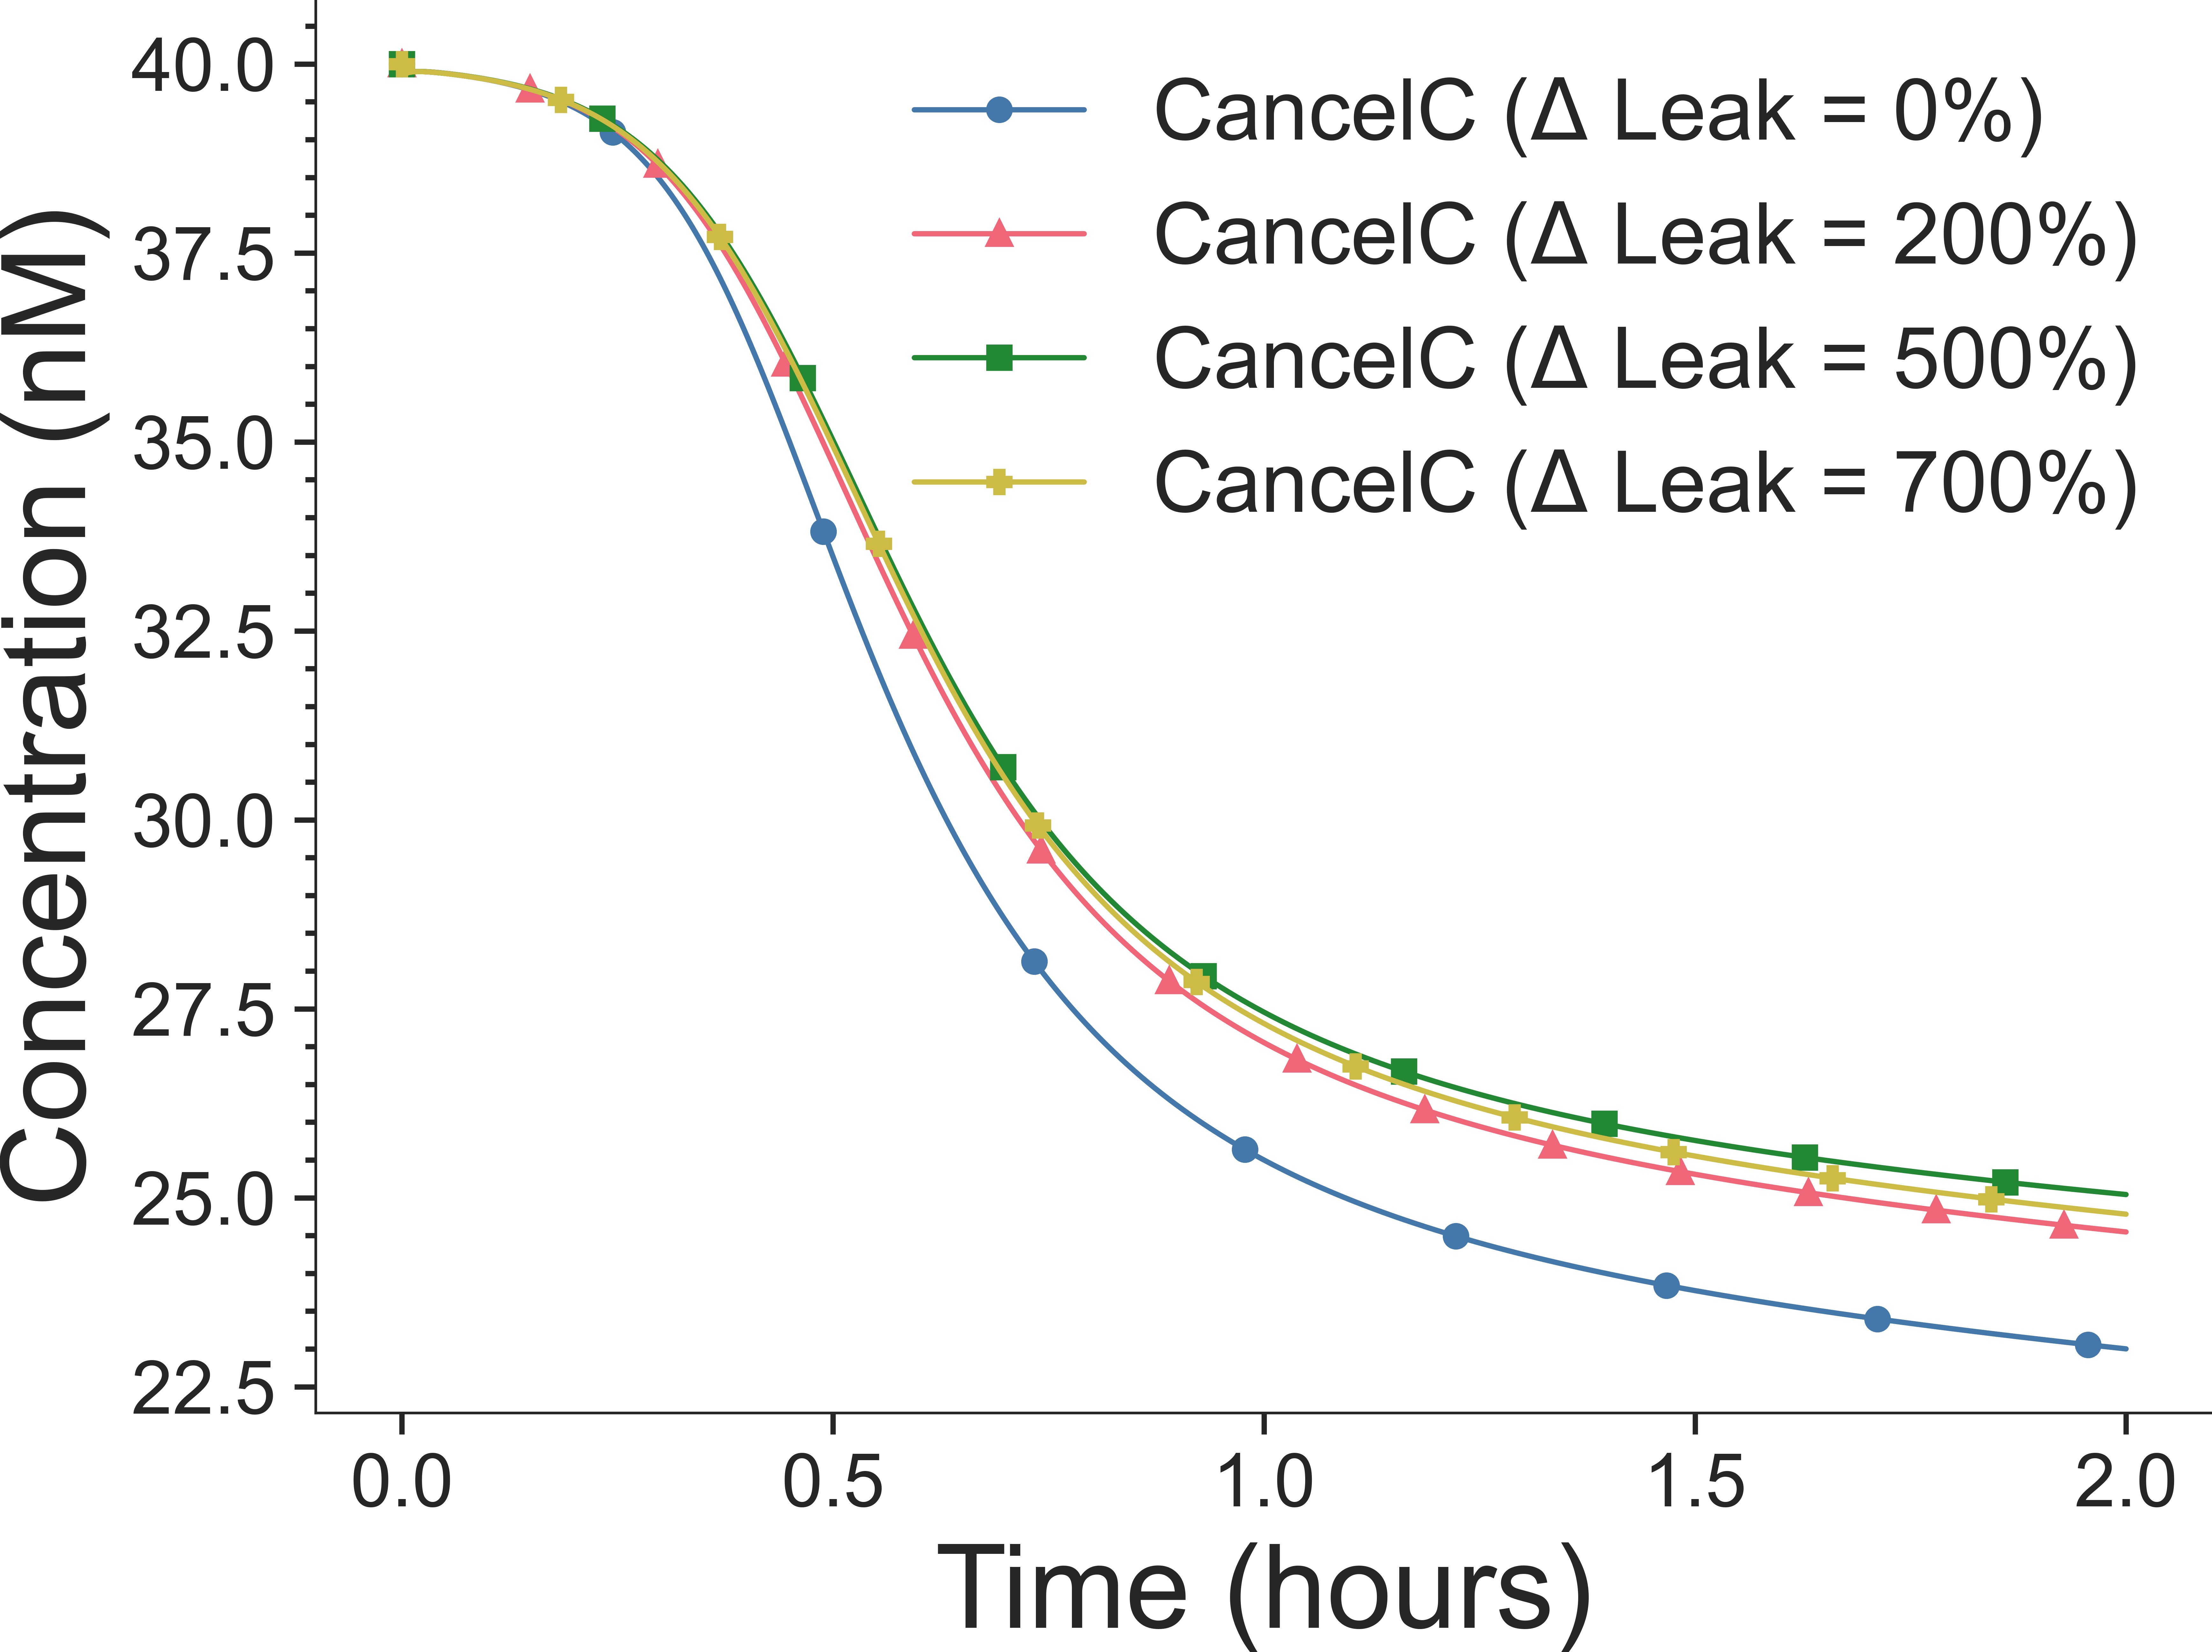 Concentration (nM)
40.0
37.5
35.0
32.5
30.0
27.5
25.0
22.5
CancelC (Δ Leak = 0%)
CancelC (Δ Leak = 200%)
CancelC (Δ Leak = 500%)
CancelC (Δ Leak = 700%)
0.0 0.5 1.0 1.5 2.0
Time (hours)